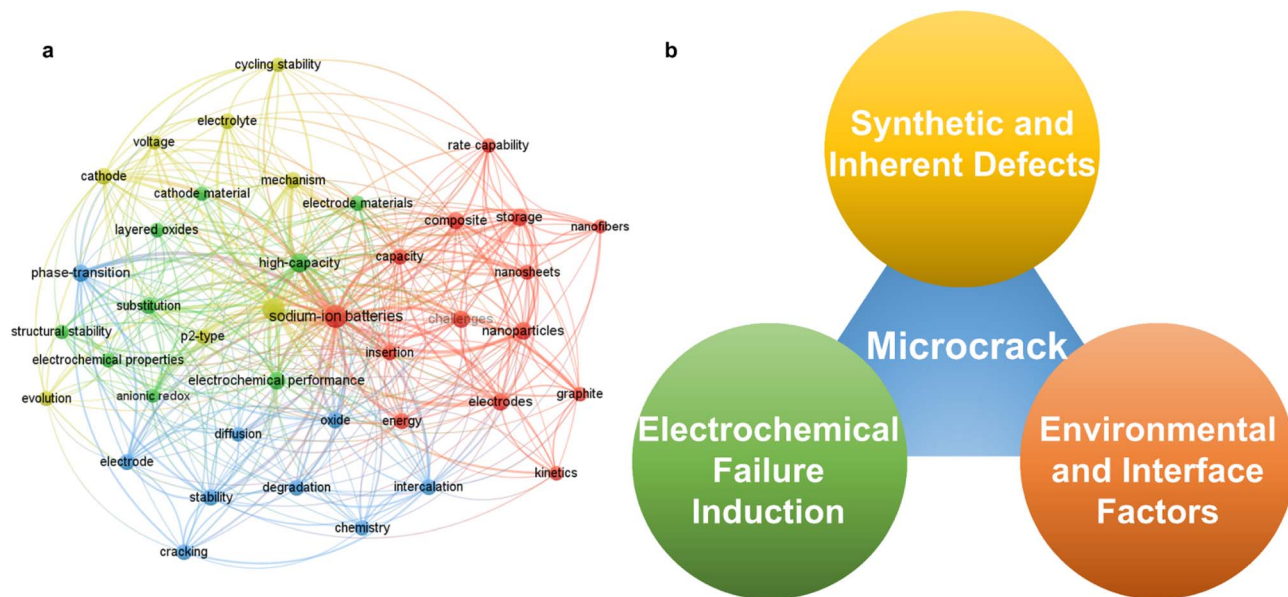 a
cycling stability
electrolyte
voltage
rate capability
cathode
mechanism
cathode material
electrode materials
composite
storage
nanofibers
layered oxides
capacity
phase-transition
high-capacity
nanosheets
substitution
sodium-ion batteries
challenges
structural stability
p2-type
nanoparticles
insertion
electrochemical properties
electrochemical performance
anionic redox
graphite
evolution
electrodes
oxide
energy
diffusion
electrode
kinetics
stability
degradation
intercalation
chemistry
cracking
b
Synthetic and
Inherent Defects
Microcrack
Electrochemical
Failure
Induction
Environmental
and Interface
Factors